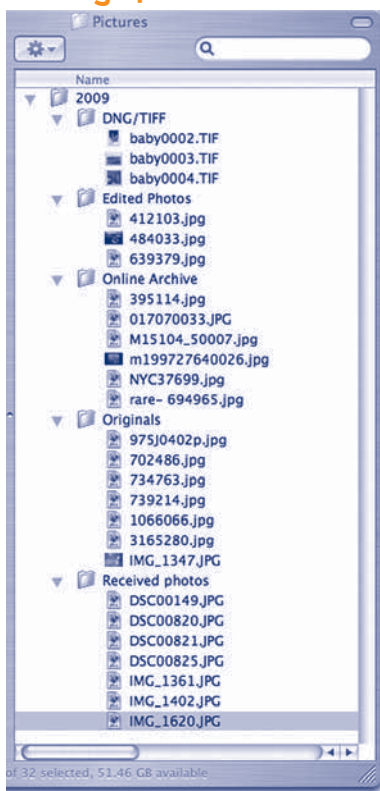 Pictures
Name
2009
DNG/TIFF
baby0002.TIF
baby0003.TIF
baby0004.TIF
Edited Photos
412103.jpg
484033.jpg
639379.jpg
Online Archive
395114.jpg
017070033.JPG
M15104_50007.jpg
m199727640026.jpg
NYC37699.jpg
rare- 694965.jpg
Originals
975J0402p.jpg
702486.jpg
734763.jpg
739214.jpg
1066066.jpg
3165280.jpg
IMG_1347.JPG
Received photos
DSC00149.JPG
DSC00820.JPG
DSC00821.JPG
DSC00825.JPG
IMG_1361.JPG
IMG_1402.JPG
IMG_1620.JPG
of 32 selected, 51.46 GB available